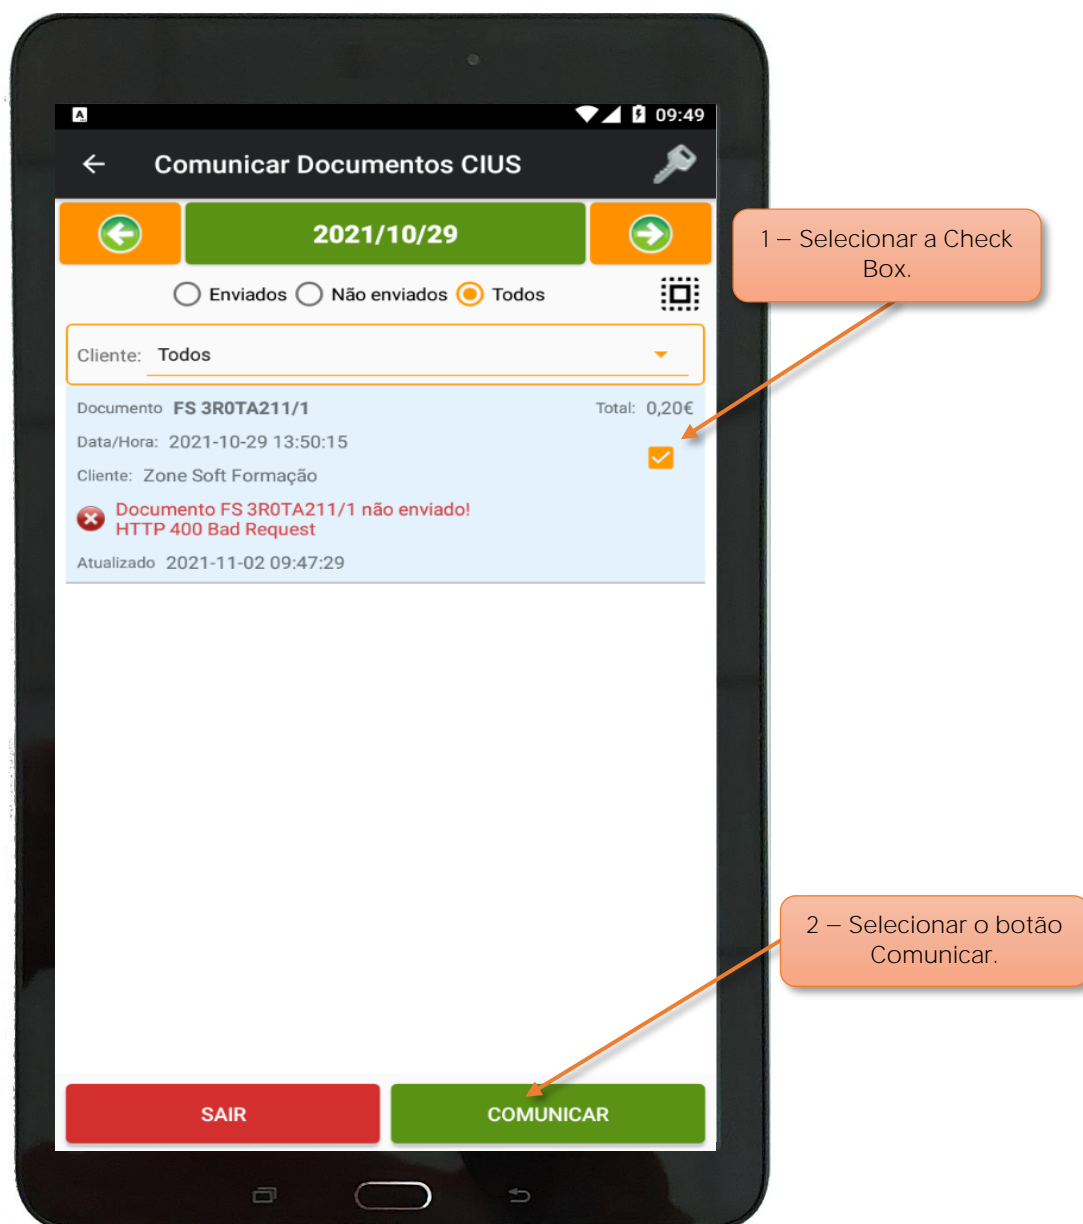 A
09:49
Comunicar Documentos CIUS
2021/10/29
1 – Selecionar a Check
Box.
Enviados Não enviados Todos
Cliente: Todos
Documento FS 3R0TA211/1 Total: 0,20€
Data/Hora: 2021-10-29 13:50:15
Cliente: Zone Soft Formação
Documento FS 3R0TA211/1 não enviado!
HTTP 400 Bad Request
Atualizado 2021-11-02 09:47:29
2 – Selecionar o botão
Comunicar.
SAIR COMUNICAR